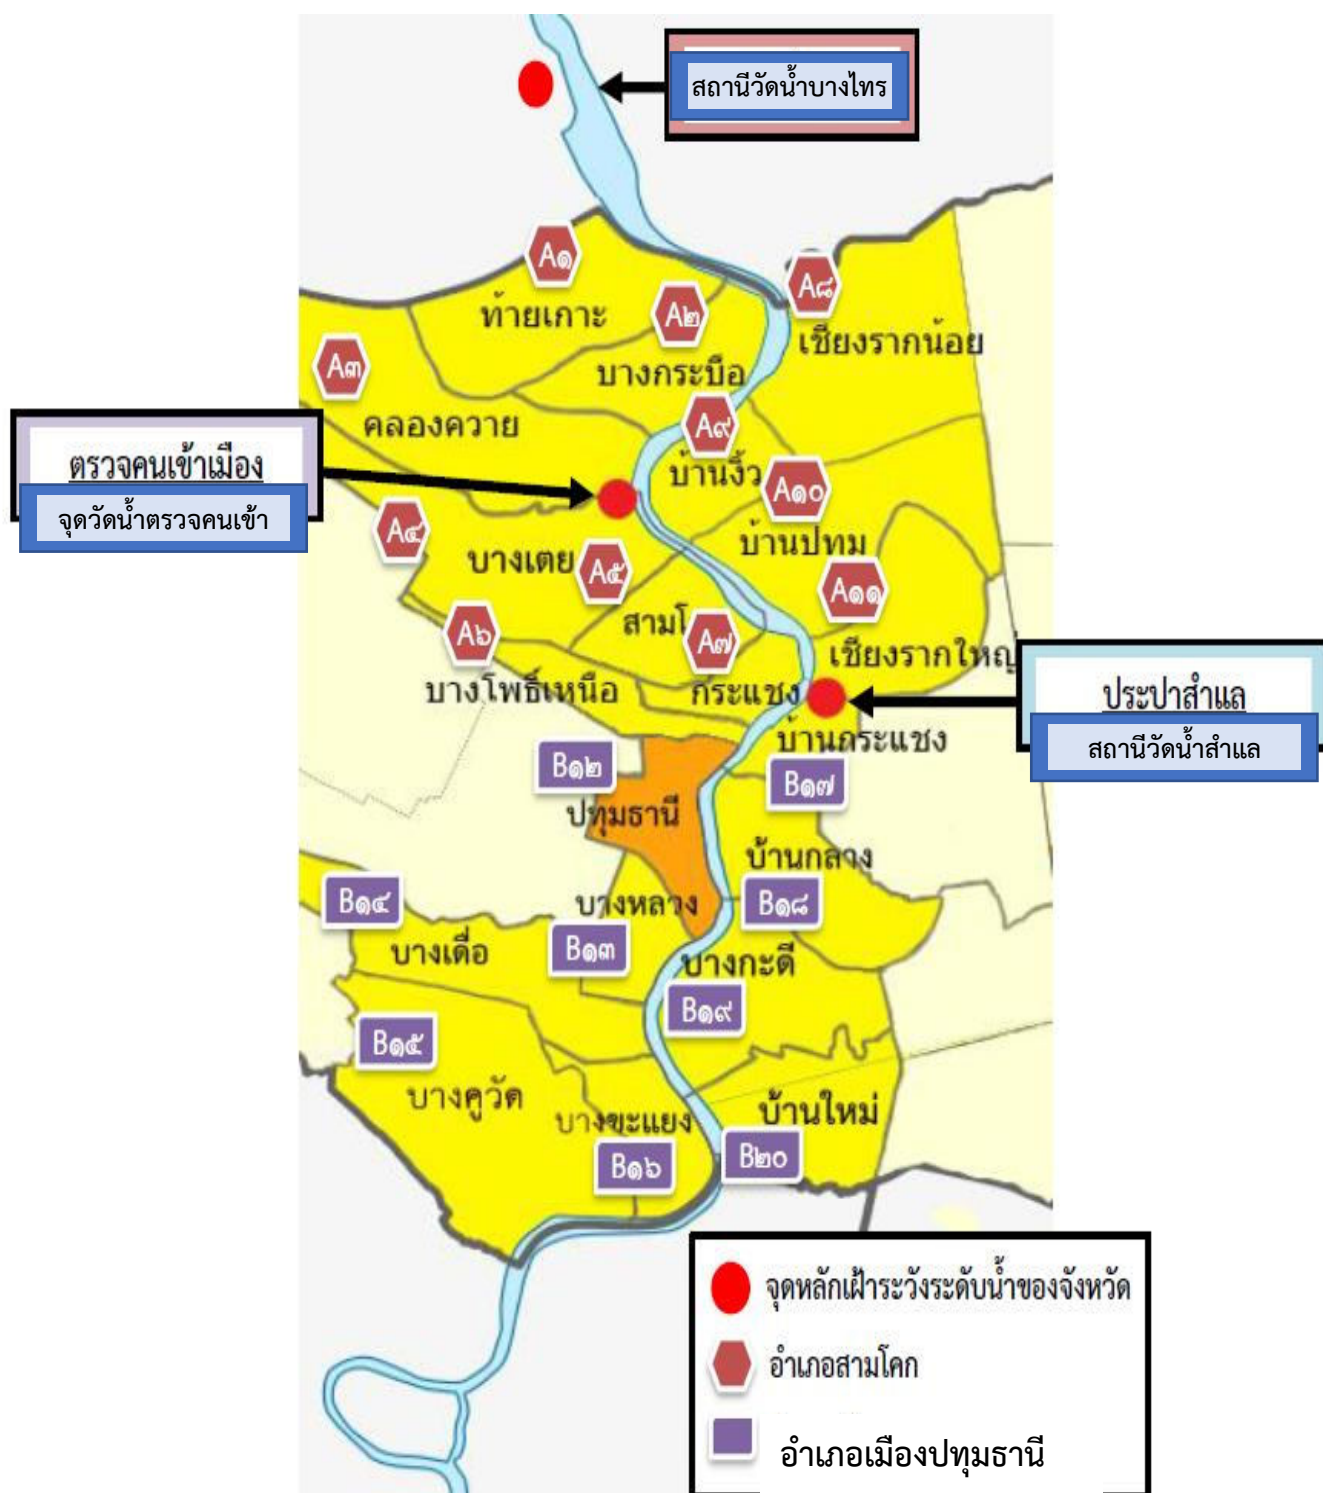 สถานีวัดน้ำบางไทร
A๑
A๘
ท้ายเกาะ
A๒
เชียงรากน้อย
A๓
บางกระบือ
คลองควาย
A๙
ตรวจคนเข้าเมือง
บ้านงิ้ว
A๑๐
จุดวัดน้ำตรวจคนเข้า
A๔
บ้านปทุม
บางเตย
A๕
A๑๑
A๖
สามโ
A๗
เชียงรากใหญ่
บางโพธิ์เหนือ
กระแชง
ประปาสำแล
บ้านกระแชง
สถานีวัดน้ำสำแล
B๑๒
B๑๗
ปทุมธานี
บ้านกลาง
B๑๔
บางหลวง
B๑๘
บางเดื่อ
B๑๓
บางกะดี
B๑๙
B๑๕
บางคูวัด
บางขะแยง
บ้านใหม่
B๑๖
B๒๐
จุดหลักเฝ้าระวังระดับน้ำของจังหวัด
อำเภอสามโคก
อำเภอเมืองปทุมธานี